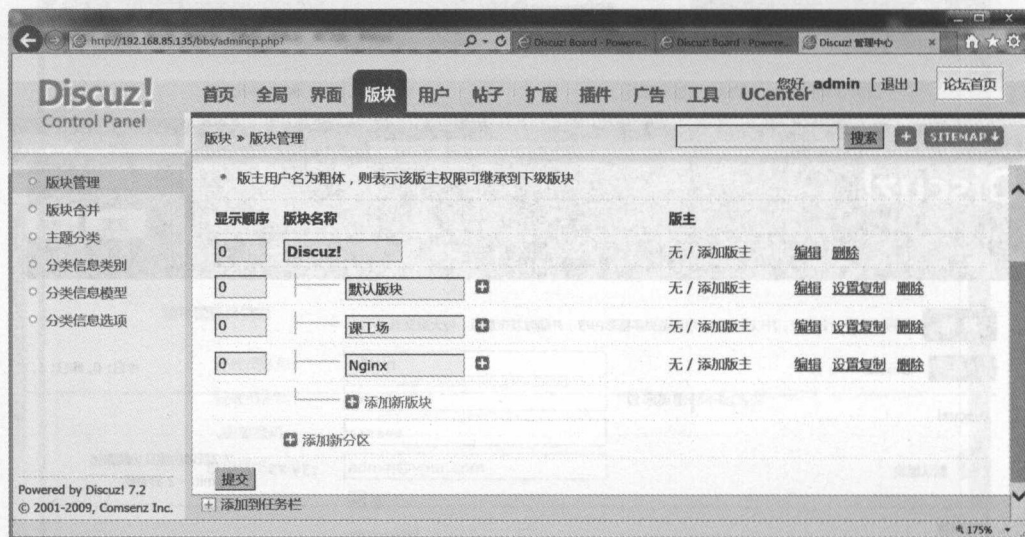 http://192.168.85.135/bbs/admincp.php?
Discuz! Board - Powere...
Discuz! Board - Powere...
Discuz! 管理中心
Discuz!
Control Panel
首页 全局 界面 版块 用户 帖子 扩展 插件 广告 工具 UCenter
您好, admin [ 退出 ]
论坛首页
版块 » 版块管理
搜索
SITEMAP
版块管理
版块合并
主题分类
分类信息类别
分类信息模型
分类信息选项
版主用户名为粗体，则表示该版主权限可继承到下级版块
显示顺序 版块名称 版主
0 Discuz! 无 / 添加版主 编辑 删除
0 默认版块 无 / 添加版主 编辑 设置复制 删除
0 课工场 无 / 添加版主 编辑 设置复制 删除
0 Nginx 无 / 添加版主 编辑 设置复制 删除
添加新版块
添加新分区
提交
添加到任务栏
Powered by Discuz! 7.2
© 2001-2009, Comsenz Inc.
175%